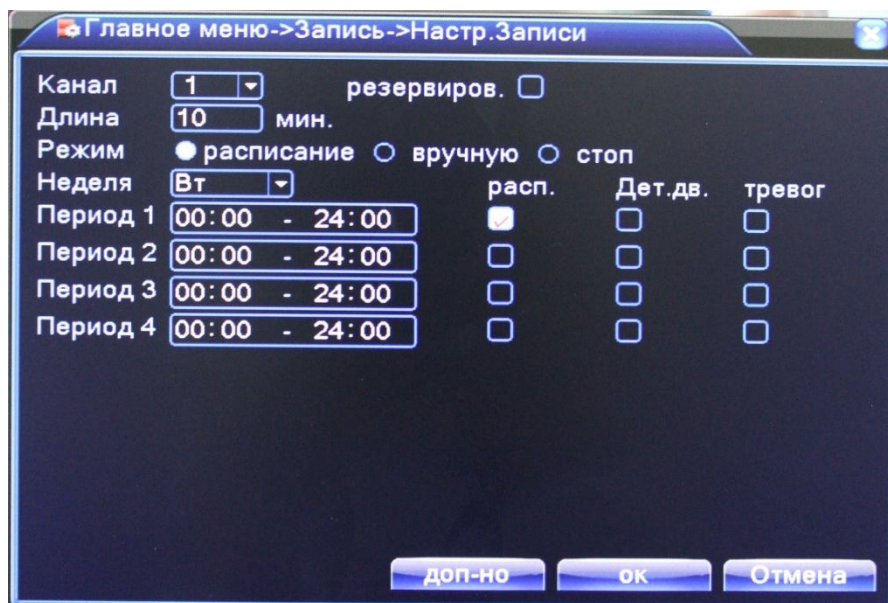 Главное меню->Запись->Настр.Записи
Канал 1 резервиров.
Длина 10 мин.
Режим расписание вручную стоп
Неделя Вт расп. Дет.дв. тревог
Период 1 00:00 - 24:00
Период 2 00:00 - 24:00
Период 3 00:00 - 24:00
Период 4 00:00 - 24:00
доп-но ок Отмена